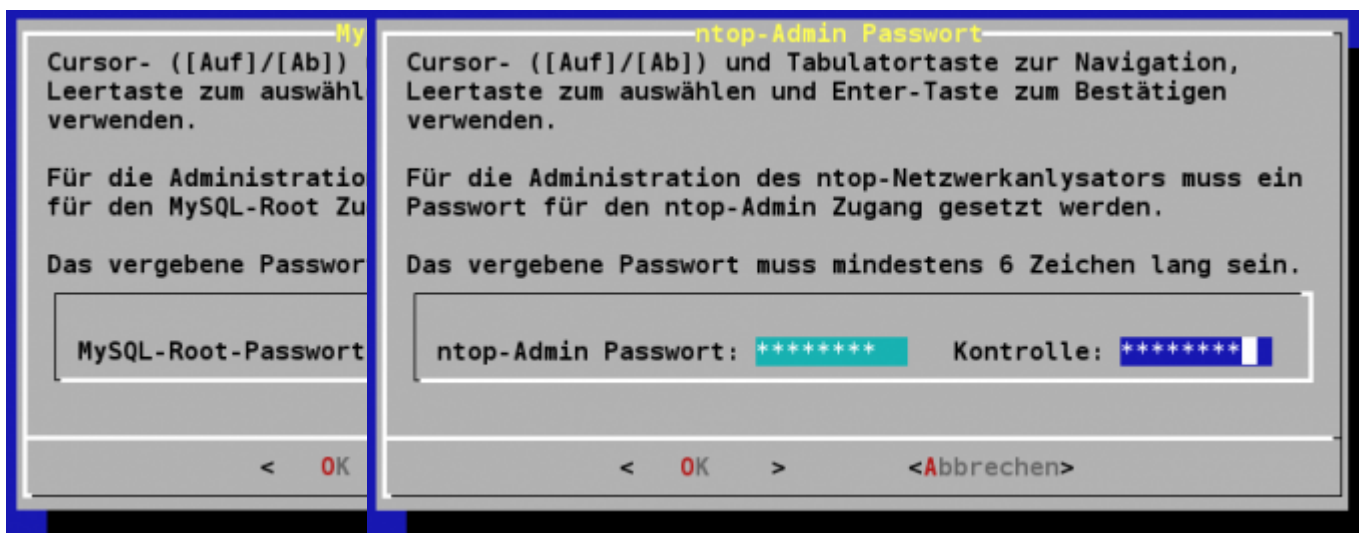 My
Cursor- ([Auf]/[Ab])
Leertaste zum auswähl
verwenden.
Für die Administratio
für den MySQL-Root Zu
Das vergebene Passwor
MySQL-Root-Passwort
< OK
ntop-Admin Passwort
Cursor- ([Auf]/[Ab]) und Tabulatortaste zur Navigation,
Leertaste zum auswählen und Enter-Taste zum Bestätigen
verwenden.
Für die Administration des ntop-Netzwerkanlysators muss ein
Passwort für den ntop-Admin Zugang gesetzt werden.
Das vergebene Passwort muss mindestens 6 Zeichen lang sein.
ntop-Admin Passwort: ******** Kontrolle: ********
< OK > <Abbrechen>